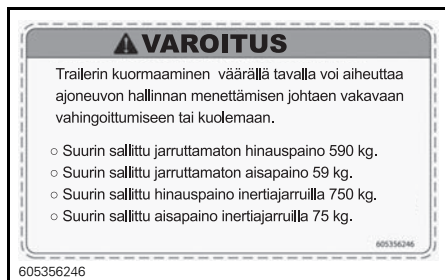 VAROITUS
Trailerin kuormaaminen väärällä tavalla voi aiheuttaa
ajoneuvon hallinnan menettämisen johtaen vakavaan
vahingoittumiseen tai kuolemaan.
○ Suurin sallittu jarruttamaton hinauspaino 590 kg.
○ Suurin sallittu jarruttamaton aisapaino 59 kg.
○ Suurin sallittu hinauspaino inertiajarruilla 750 kg.
○ Suurin sallittu aisapaino inertiajarruilla 75 kg.
605356246
605356246